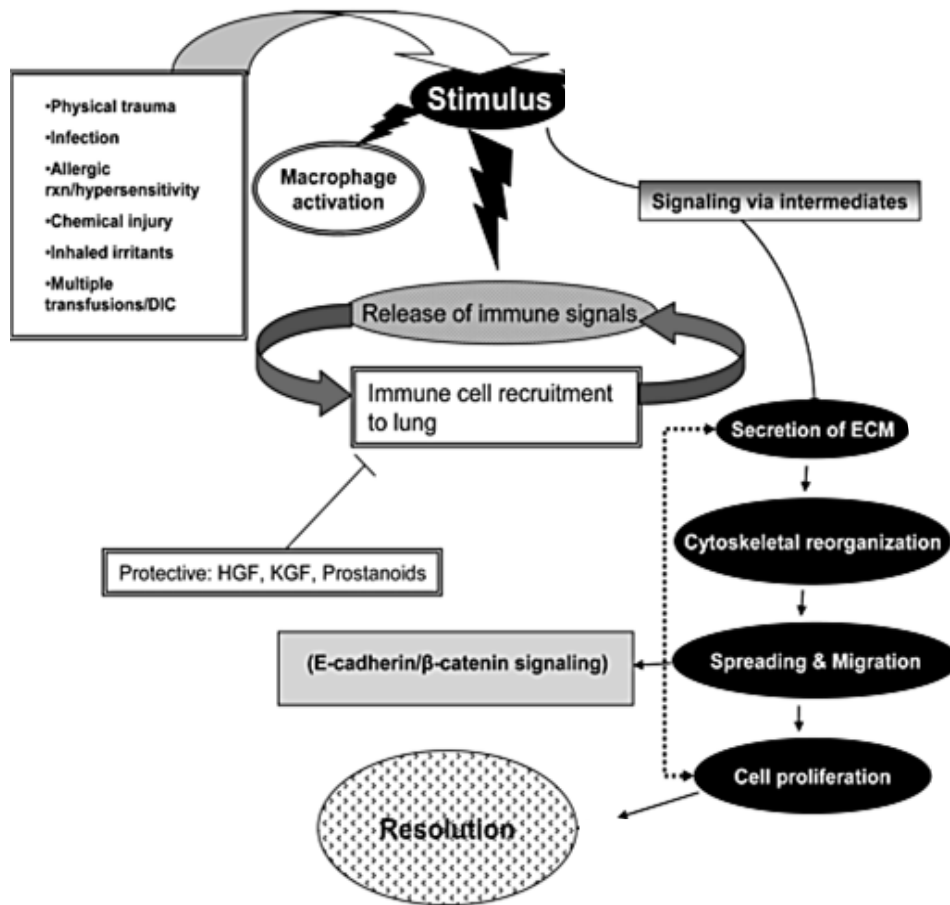 Stimulus
•Physical trauma
•Infection
•Allergic
rxn/hypersensitivity
•Chemical injury
•Inhaled irritants
•Multiple
transfusions/DIC
Macrophage
activation
Signaling via intermediates
Release of immune signals
Immune cell recruitment
to lung
Secretion of ECM
Cytoskeletal reorganization
Protective: HGF, KGF, Prostanoids
(E-cadherin/β-catenin signaling)
Spreading & Migration
Cell proliferation
Resolution